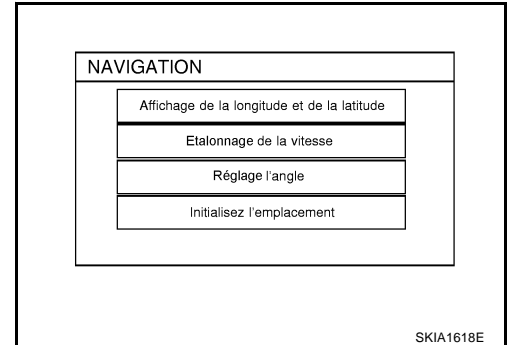 NAVIGATION
Affichage de la longitude et de la latitude
Etalonnage de la vitesse
Réglage l'angle
Initialisez l'emplacement
SKIA1618E